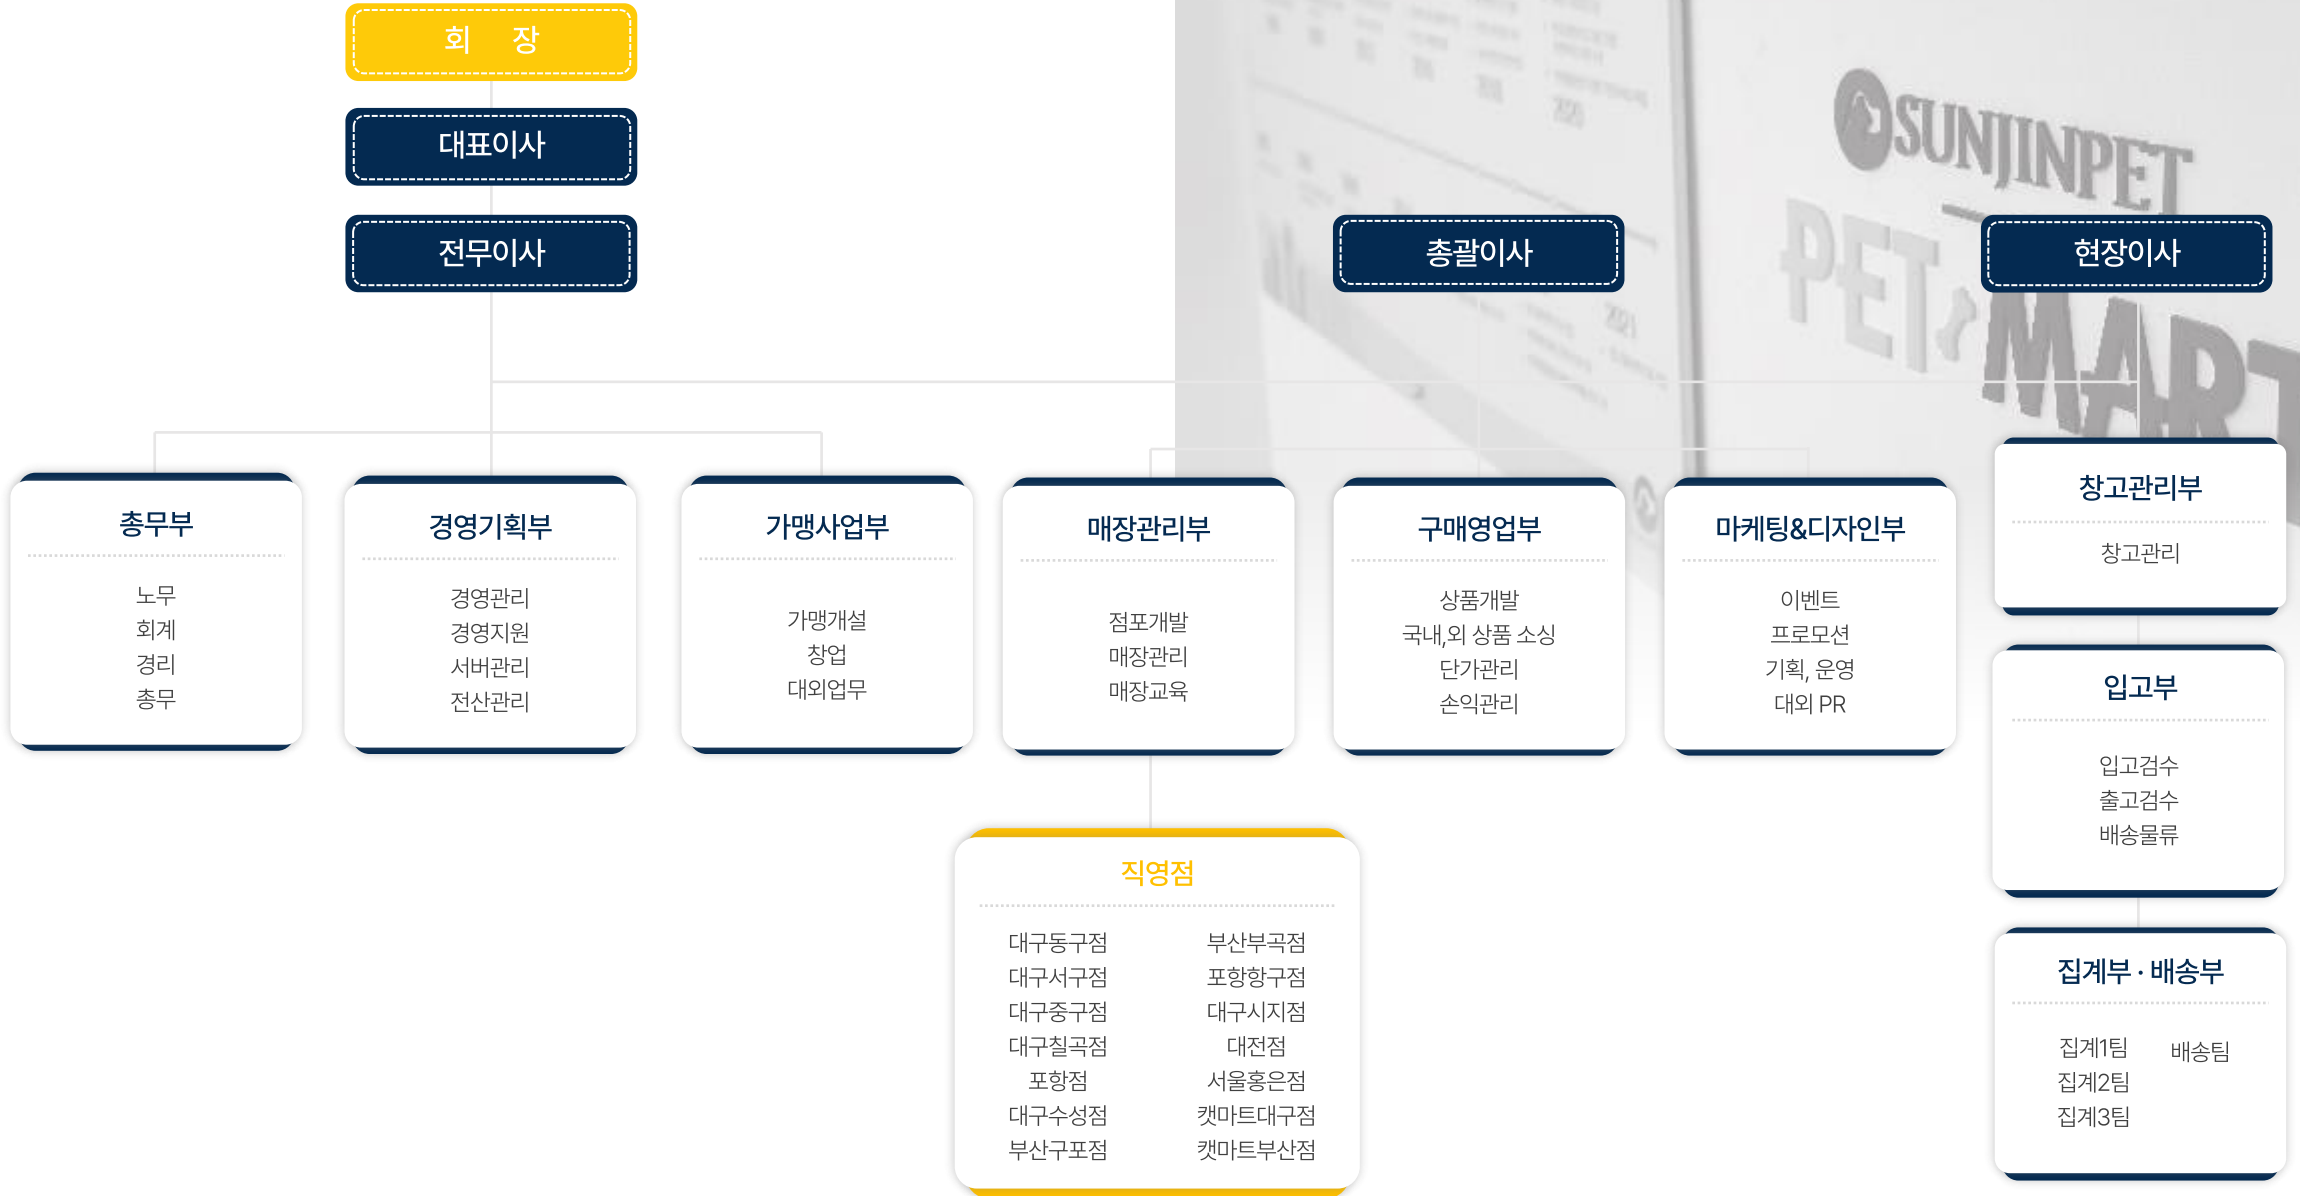 회 장
대표이사
전무이사
총괄이사
현장이사
SUNJINPET
PET MART
2020
2021
총무부
노무
회계
경리
총무
경영기획부
경영관리
경영지원
서버관리
전산관리
가맹사업부
가맹개설
창업
대외업무
매장관리부
점포개발
매장관리
매장교육
구매영업부
상품개발
국내,외 상품 소싱
단가관리
손익관리
마케팅&디자인부
이벤트
프로모션
기획, 운영
대외 PR
창고관리부
창고관리
입고부
입고검수
출고검수
배송물류
집계부 · 배송부
집계1팀
집계2팀
집계3팀
배송팀
직영점
대구동구점
대구서구점
대구중구점
대구칠곡점
포항점
대구수성점
부산구포점
부산부곡점
포항항구점
대구시지점
대전점
서울홍은점
캣마트대구점
캣마트부산점